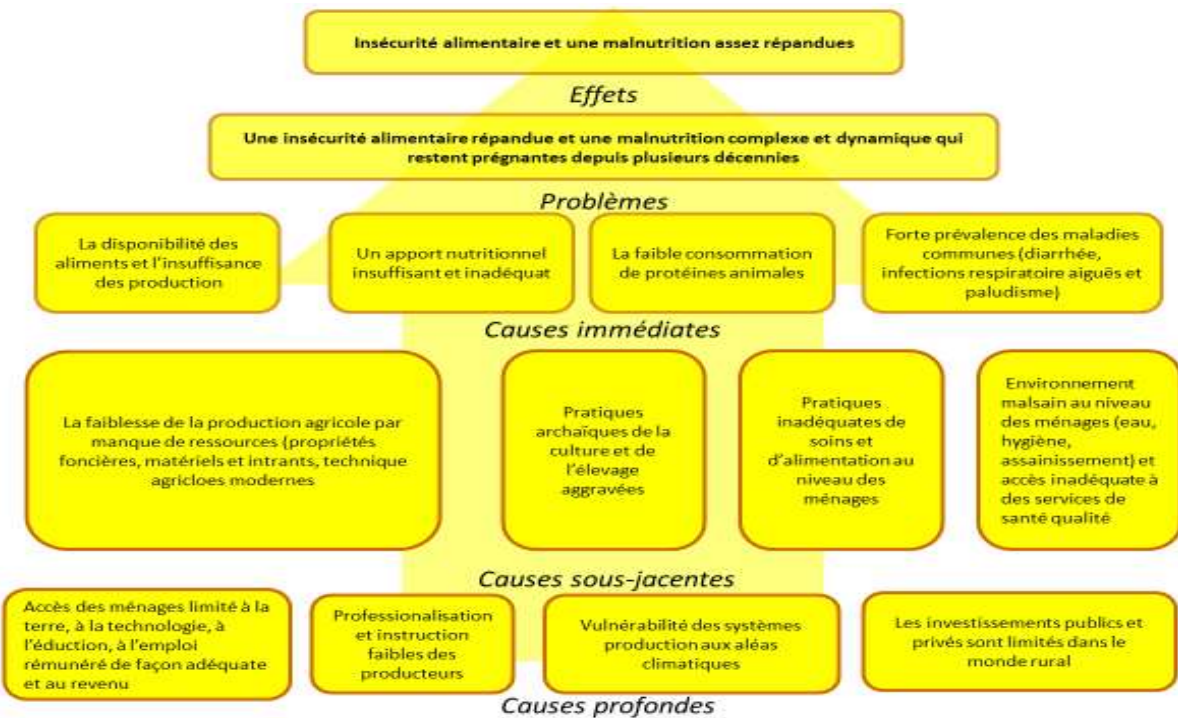 Insécurité alimentaire et une malnutrition assez répandues
Effets
Une insécurité alimentaire répandue et une malnutrition complexe et dynamique qui
restent prégnantes depuis plusieurs décennies
Problèmes
La disponibilité des
aliments et l'insuffisance
des production
Un apport nutritionnel
insuffisant et inadéquat
La faible consommation
de protéines animales
Forte prévalence des maladies
communes (diarrhée,
infections respiratoire aiguës et
paludisme)
Causes immédiates
La faiblesse de la production agricole par
manque de ressources (propriétés
foncières, matériels et intrants, technique
agricloes modernes
Pratiques
archaïques de la
culture et de
l'élevage
aggravées
Pratiques
inadéquates de
soins et
d'alimentation au
niveau des
ménages
Environnement
malsain au niveau
des ménages (eau,
hygiène,
assainissement) et
accès inadéquate à
des services de
santé qualité
Causes sous-jacentes
Accès des ménages limité à la
terre, à la technologie, à
l'éduction, à l'emploi
rémunéré de façon adéquate
et au revenu
Professionalisation
et instruction
faibles des
producteurs
Vulnérabilité des systèmes
production aux aléas
climatiques
Les investissements publics et
privés sont limités dans le
monde rural
Causes profondes